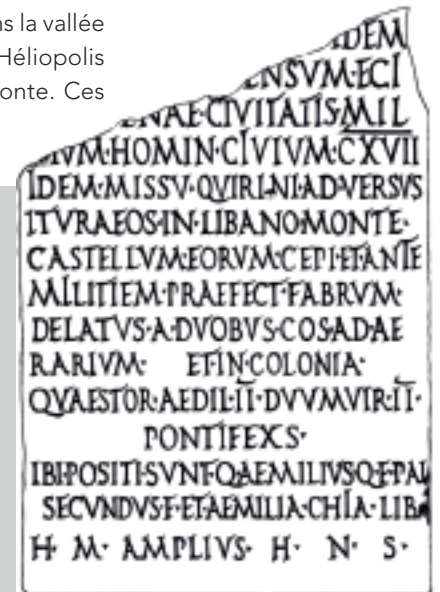 ns la vallée
Héliopolis
onte. Ces
IDEM
ENSVM·ECI
ENAE·CIVITATIS·MIL
IVM·HOMIN·CIVIVM·CXVII
IDEM·MISSV·QVIRINI·ADVERSVS
ITVRAEOS·IN·LIBANO·MONTE·
CASTELLVM·EORVM·CEPI·ET·ANTE
MILITIEM·PRAEFECT·FABRVM·
DELATVS·A·DVOBVS·COS·AD·AE
RARIVM· ET·IN·COLONIA·
QVAESTOR·AEDIL·II·DVVMVIR·II·
PONTIFEXS·
IBI·POSITI·SVNT·Q·AEMILIVS·Q·F·PAL
SECVNDVS·F·ET·AEMILIA·CHIA·LIB
H· M· AMPLIVS· H· N· S·